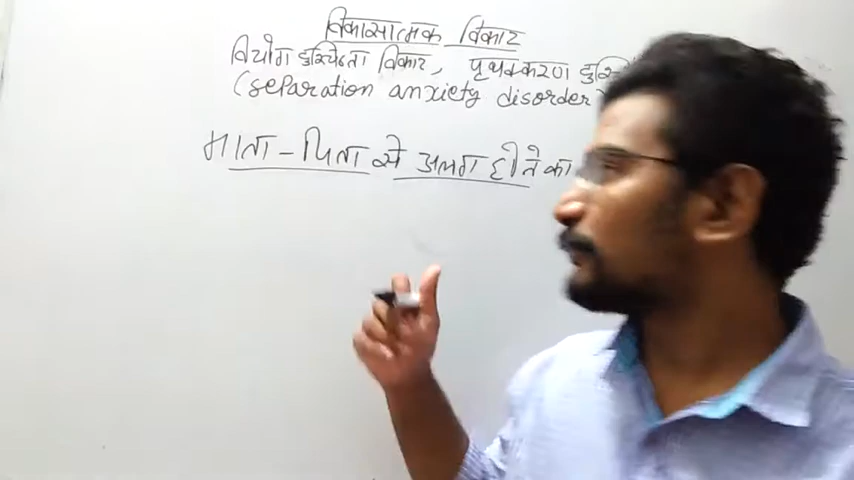 विकासात्मक विकार
वियोग दुश्चिंता विकार, पृथक्करण
(separation anxiety disorder
माता-पिता से अलग होने का